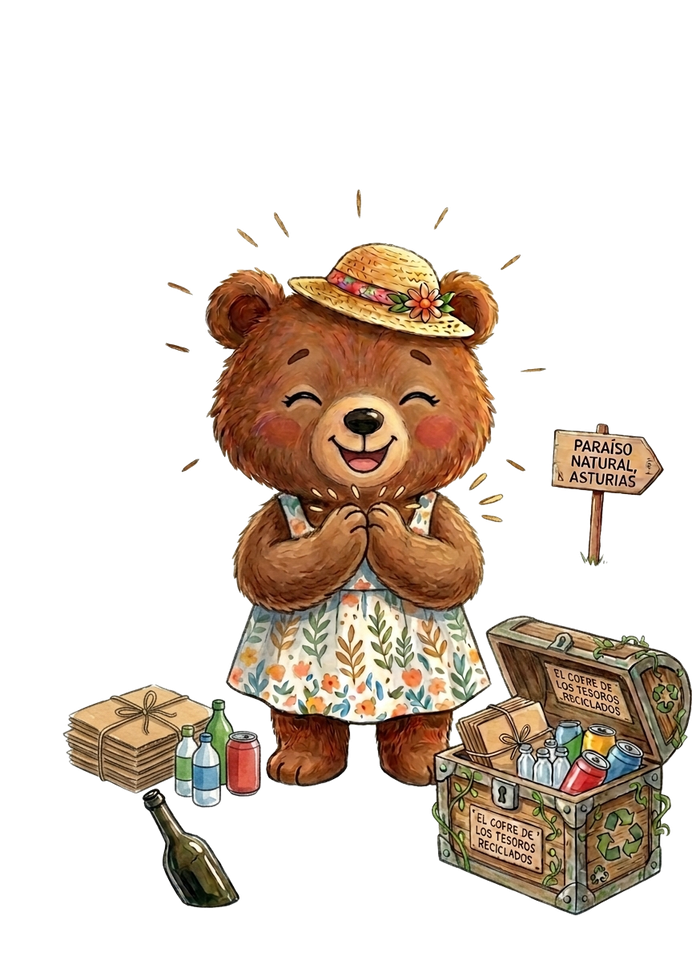 PARAÍSO
NATURAL,
ASTURIAS
EL COFRE DE
LOS TESOROS
RECICLADOS
EL COFRE DE
LOS TESOROS
RECICLADOS